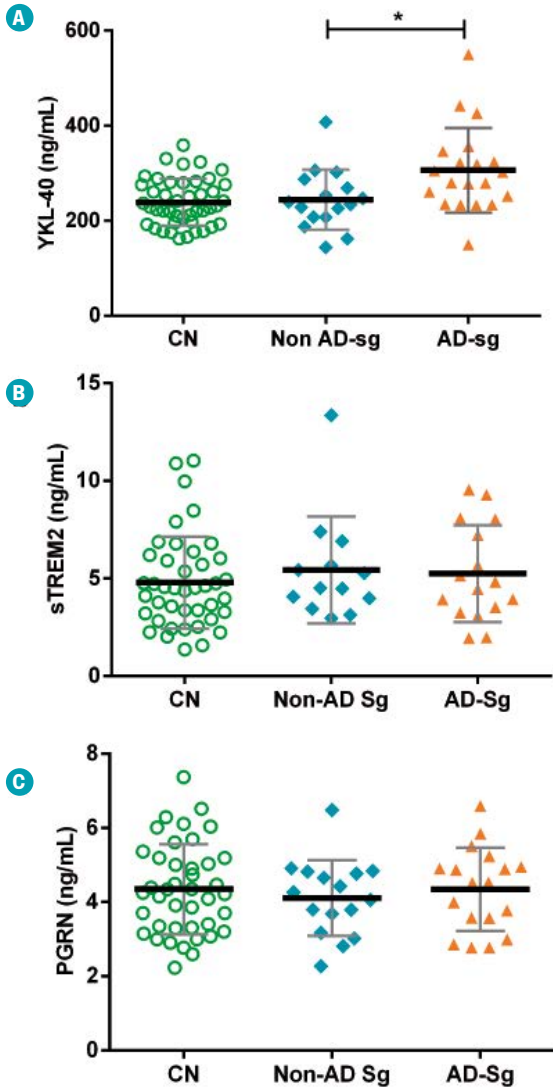 A
YKL-40 (ng/mL)
600
400
200
0
*
CN Non AD-sg AD-sg
B
sTREM2 (ng/mL)
15
10
5
0
CN Non-AD Sg AD-Sg
C
PGRN (ng/mL)
8
6
4
2
0
CN Non-AD Sg AD-Sg